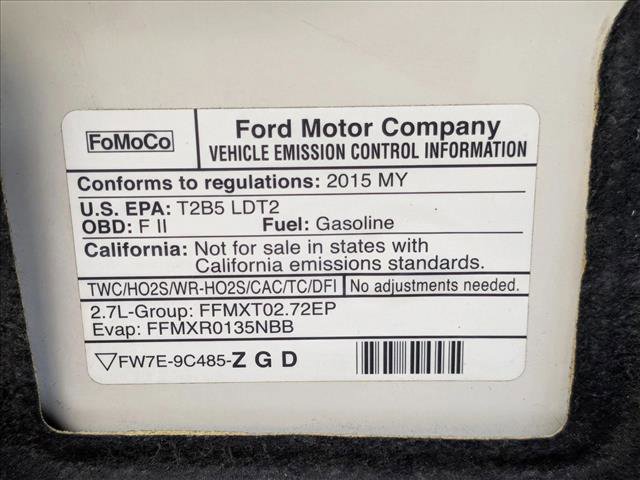 FoMoCo
Ford Motor Company
VEHICLE EMISSION CONTROL INFORMATION
Conforms to regulations: 2015 MY
U.S. EPA: T2B5 LDT2
OBD: F II Fuel: Gasoline
California: Not for sale in states with
California emissions standards.
TWC/HO2S/WR-HO2S/CAC/TC/DFI No adjustments needed.
2.7L-Group: FFMXT02.72EP
Evap: FFMXR0135NBB
▽FW7E-9C485-Z G D